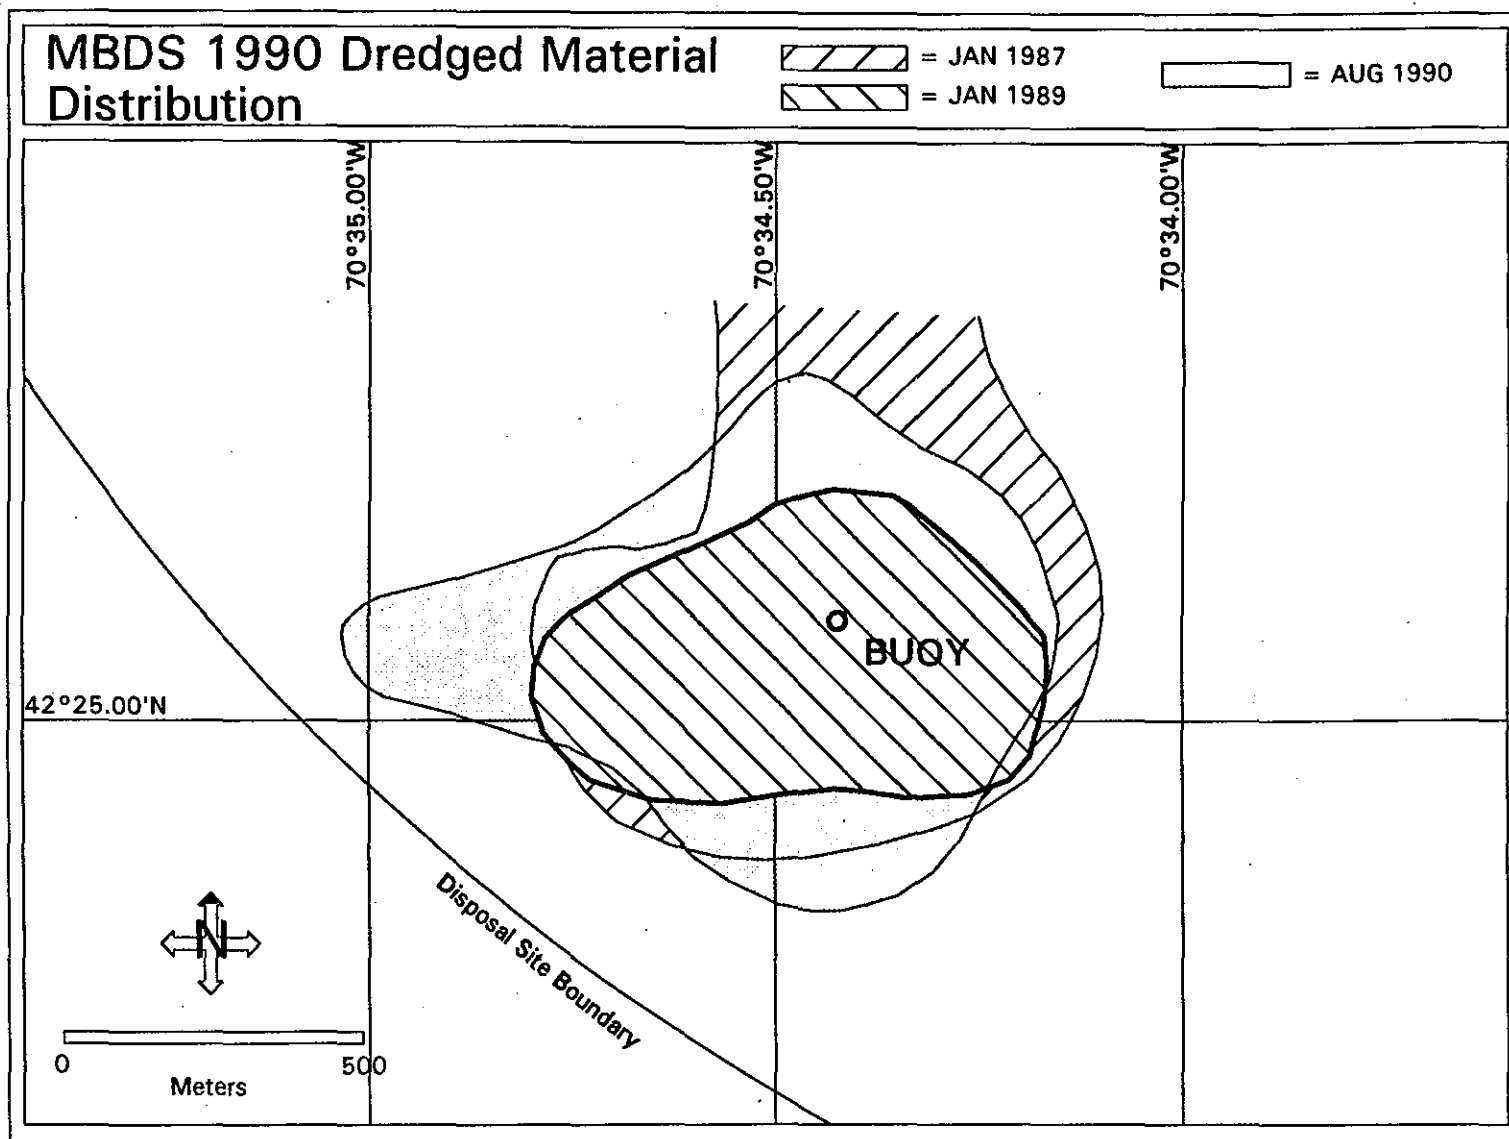 MBDS 1990 Dredged Material
Distribution
= JAN 1987
= JAN 1989
= AUG 1990
70°35.00'W
70°34.50'W
70°34.00'W
BUOY
42°25.00'N
Disposal Site Boundary
N
0
500
Meters